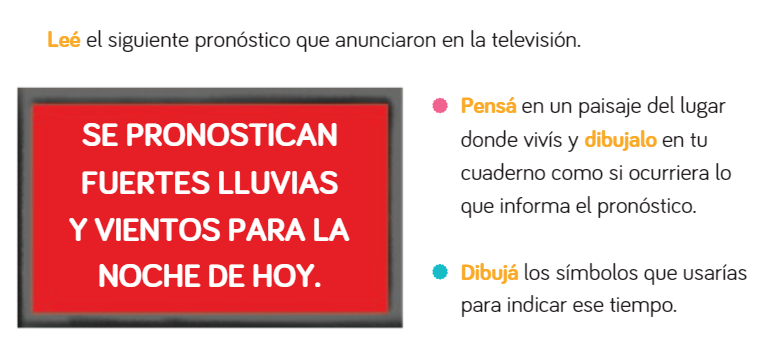 Leé el siguiente pronóstico que anunciaron en la televisión.
SE PRONOSTICAN
FUERTES LLUVIAS
Y VIENTOS PARA LA
NOCHE DE HOY.
Pensá en un paisaje del lugar
donde vivís y dibujalo en tu
cuaderno como si ocurriera lo
que informa el pronóstico.
Dibujá los símbolos que usarías
para indicar ese tiempo.